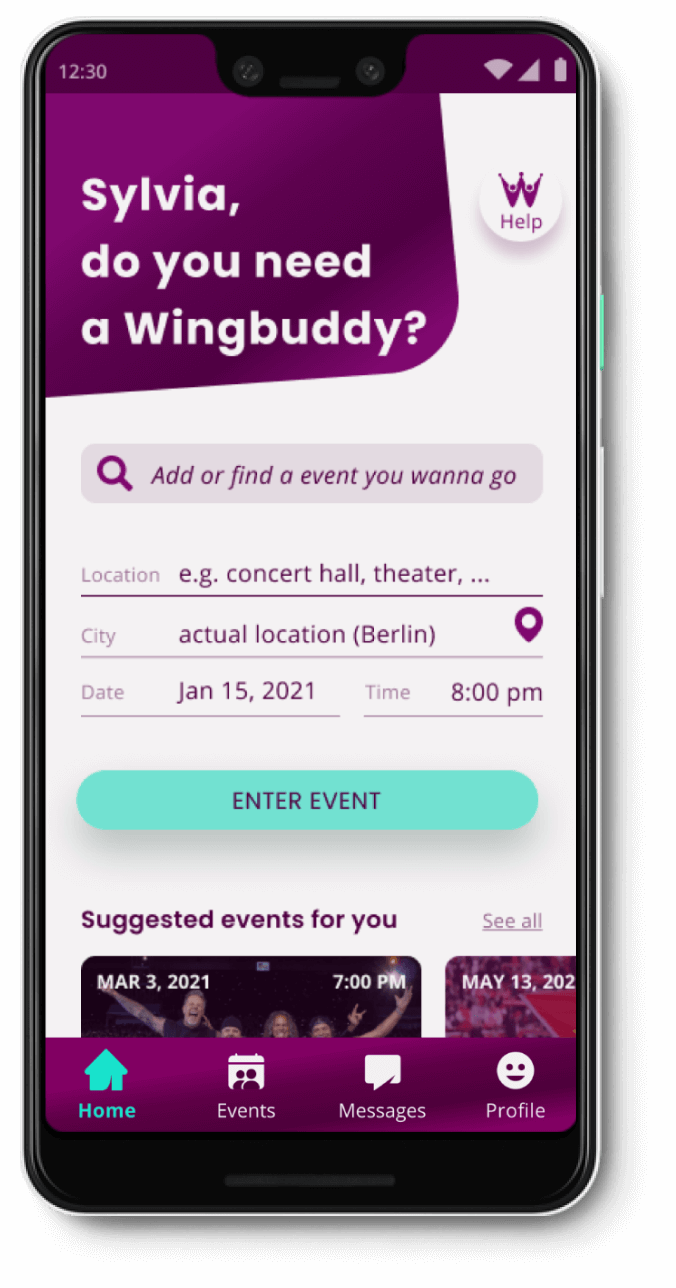 12:30
Sylvia,
do you need
a Wingbuddy?
Help
Add or find a event you wanna go
Location e.g. concert hall, theater, ...
City actual location (Berlin)
Date Jan 15, 2021 Time 8:00 pm
ENTER EVENT
Suggested events for you See all
MAR 3, 2021 7:00 PM MAY 13, 202
Home Events Messages Profile